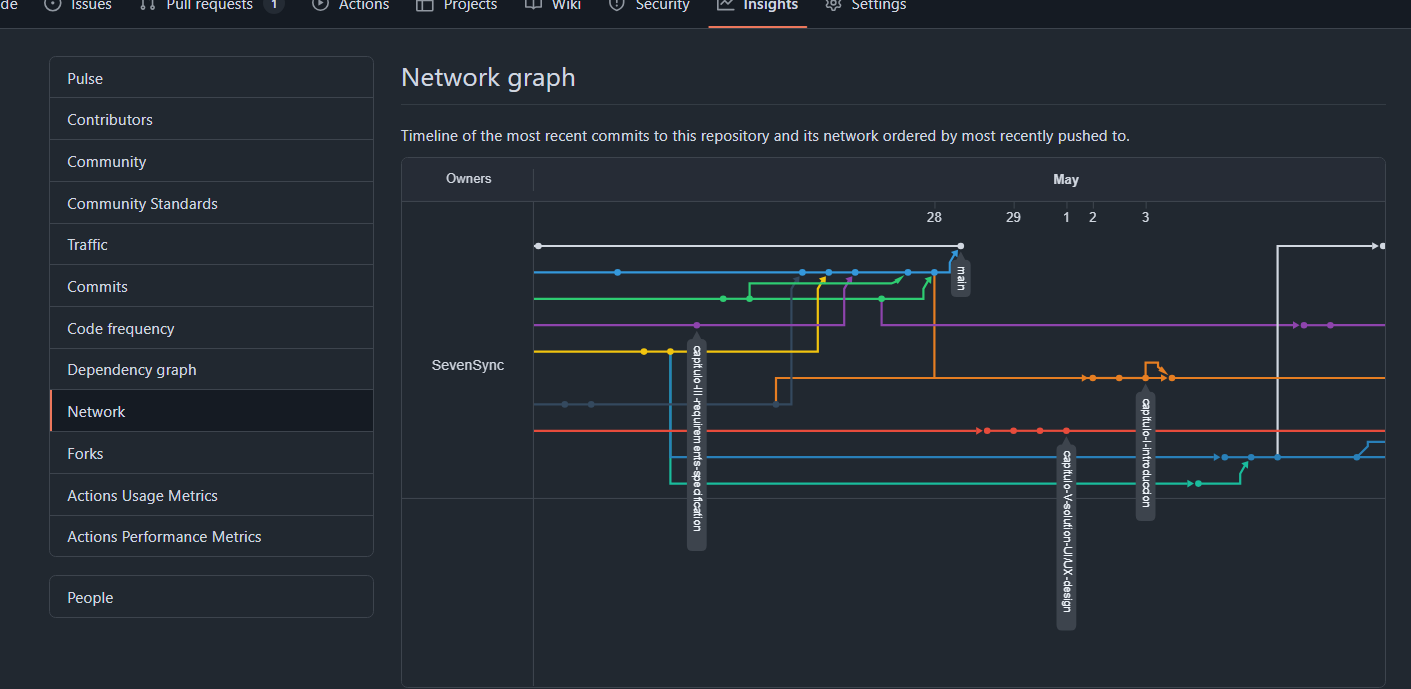 de Issues Pull requests 1 Actions Projects Wiki Security Insights Settings
Pulse
Contributors
Community
Community Standards
Traffic
Commits
Code frequency
Dependency graph
Network
Forks
Actions Usage Metrics
Actions Performance Metrics
People
Network graph
Timeline of the most recent commits to this repository and its network ordered by most recently pushed to.
Owners
May
28 29 1 2 3
SevenSync
main
capitulo-III-requirements-specification
capitulo-I-introduccion
capitulo-V-solution-UI/UX-design